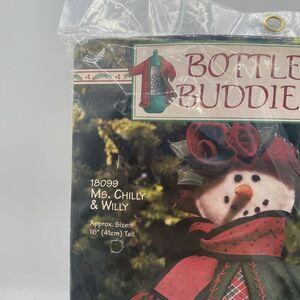 BOTTLE
BUDDIE
18099
MS. CHILLY
& WILLY
Approx. Size:
16" (41cm) Tall